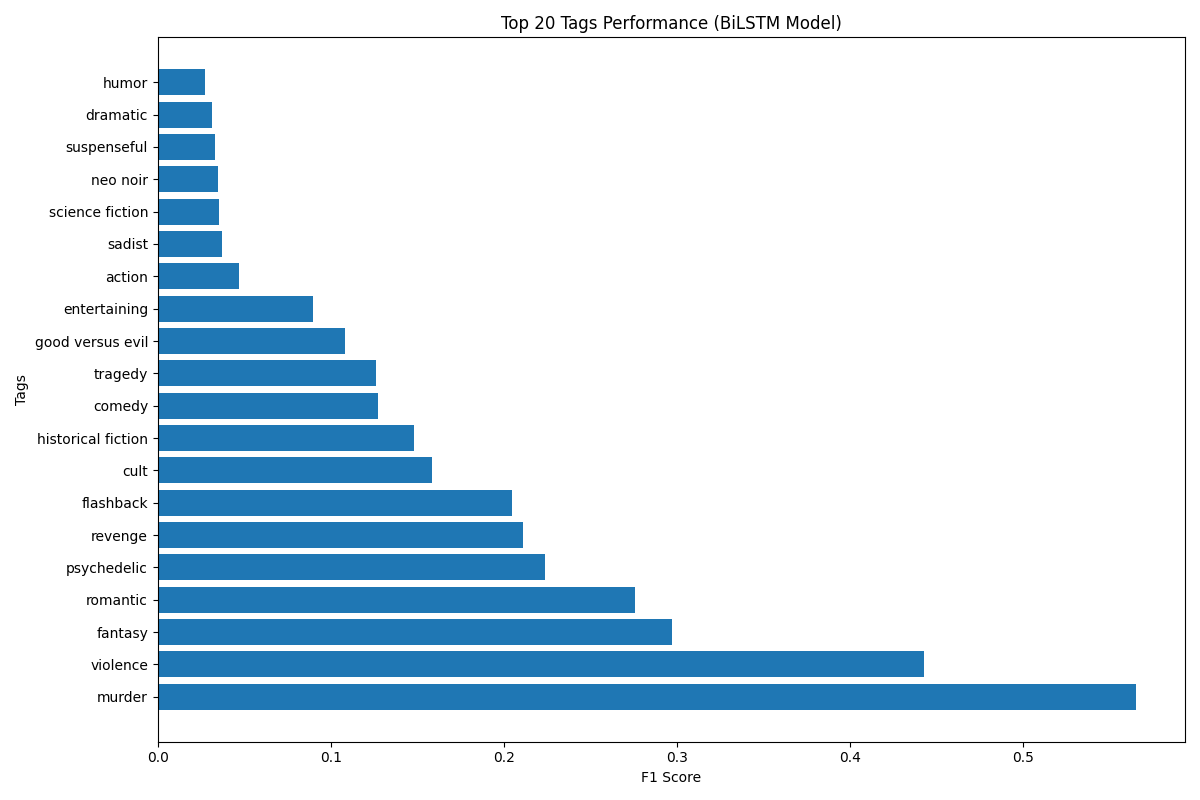 Top 20 Tags Performance (BiLSTM Model)
humor
dramatic
suspenseful
neo noir
science fiction
sadist
action
entertaining
good versus evil
tragedy
comedy
historical fiction
cult
flashback
revenge
psychedelic
romantic
fantasy
violence
murder
Tags
0.0 0.1 0.2 0.3 0.4 0.5
F1 Score